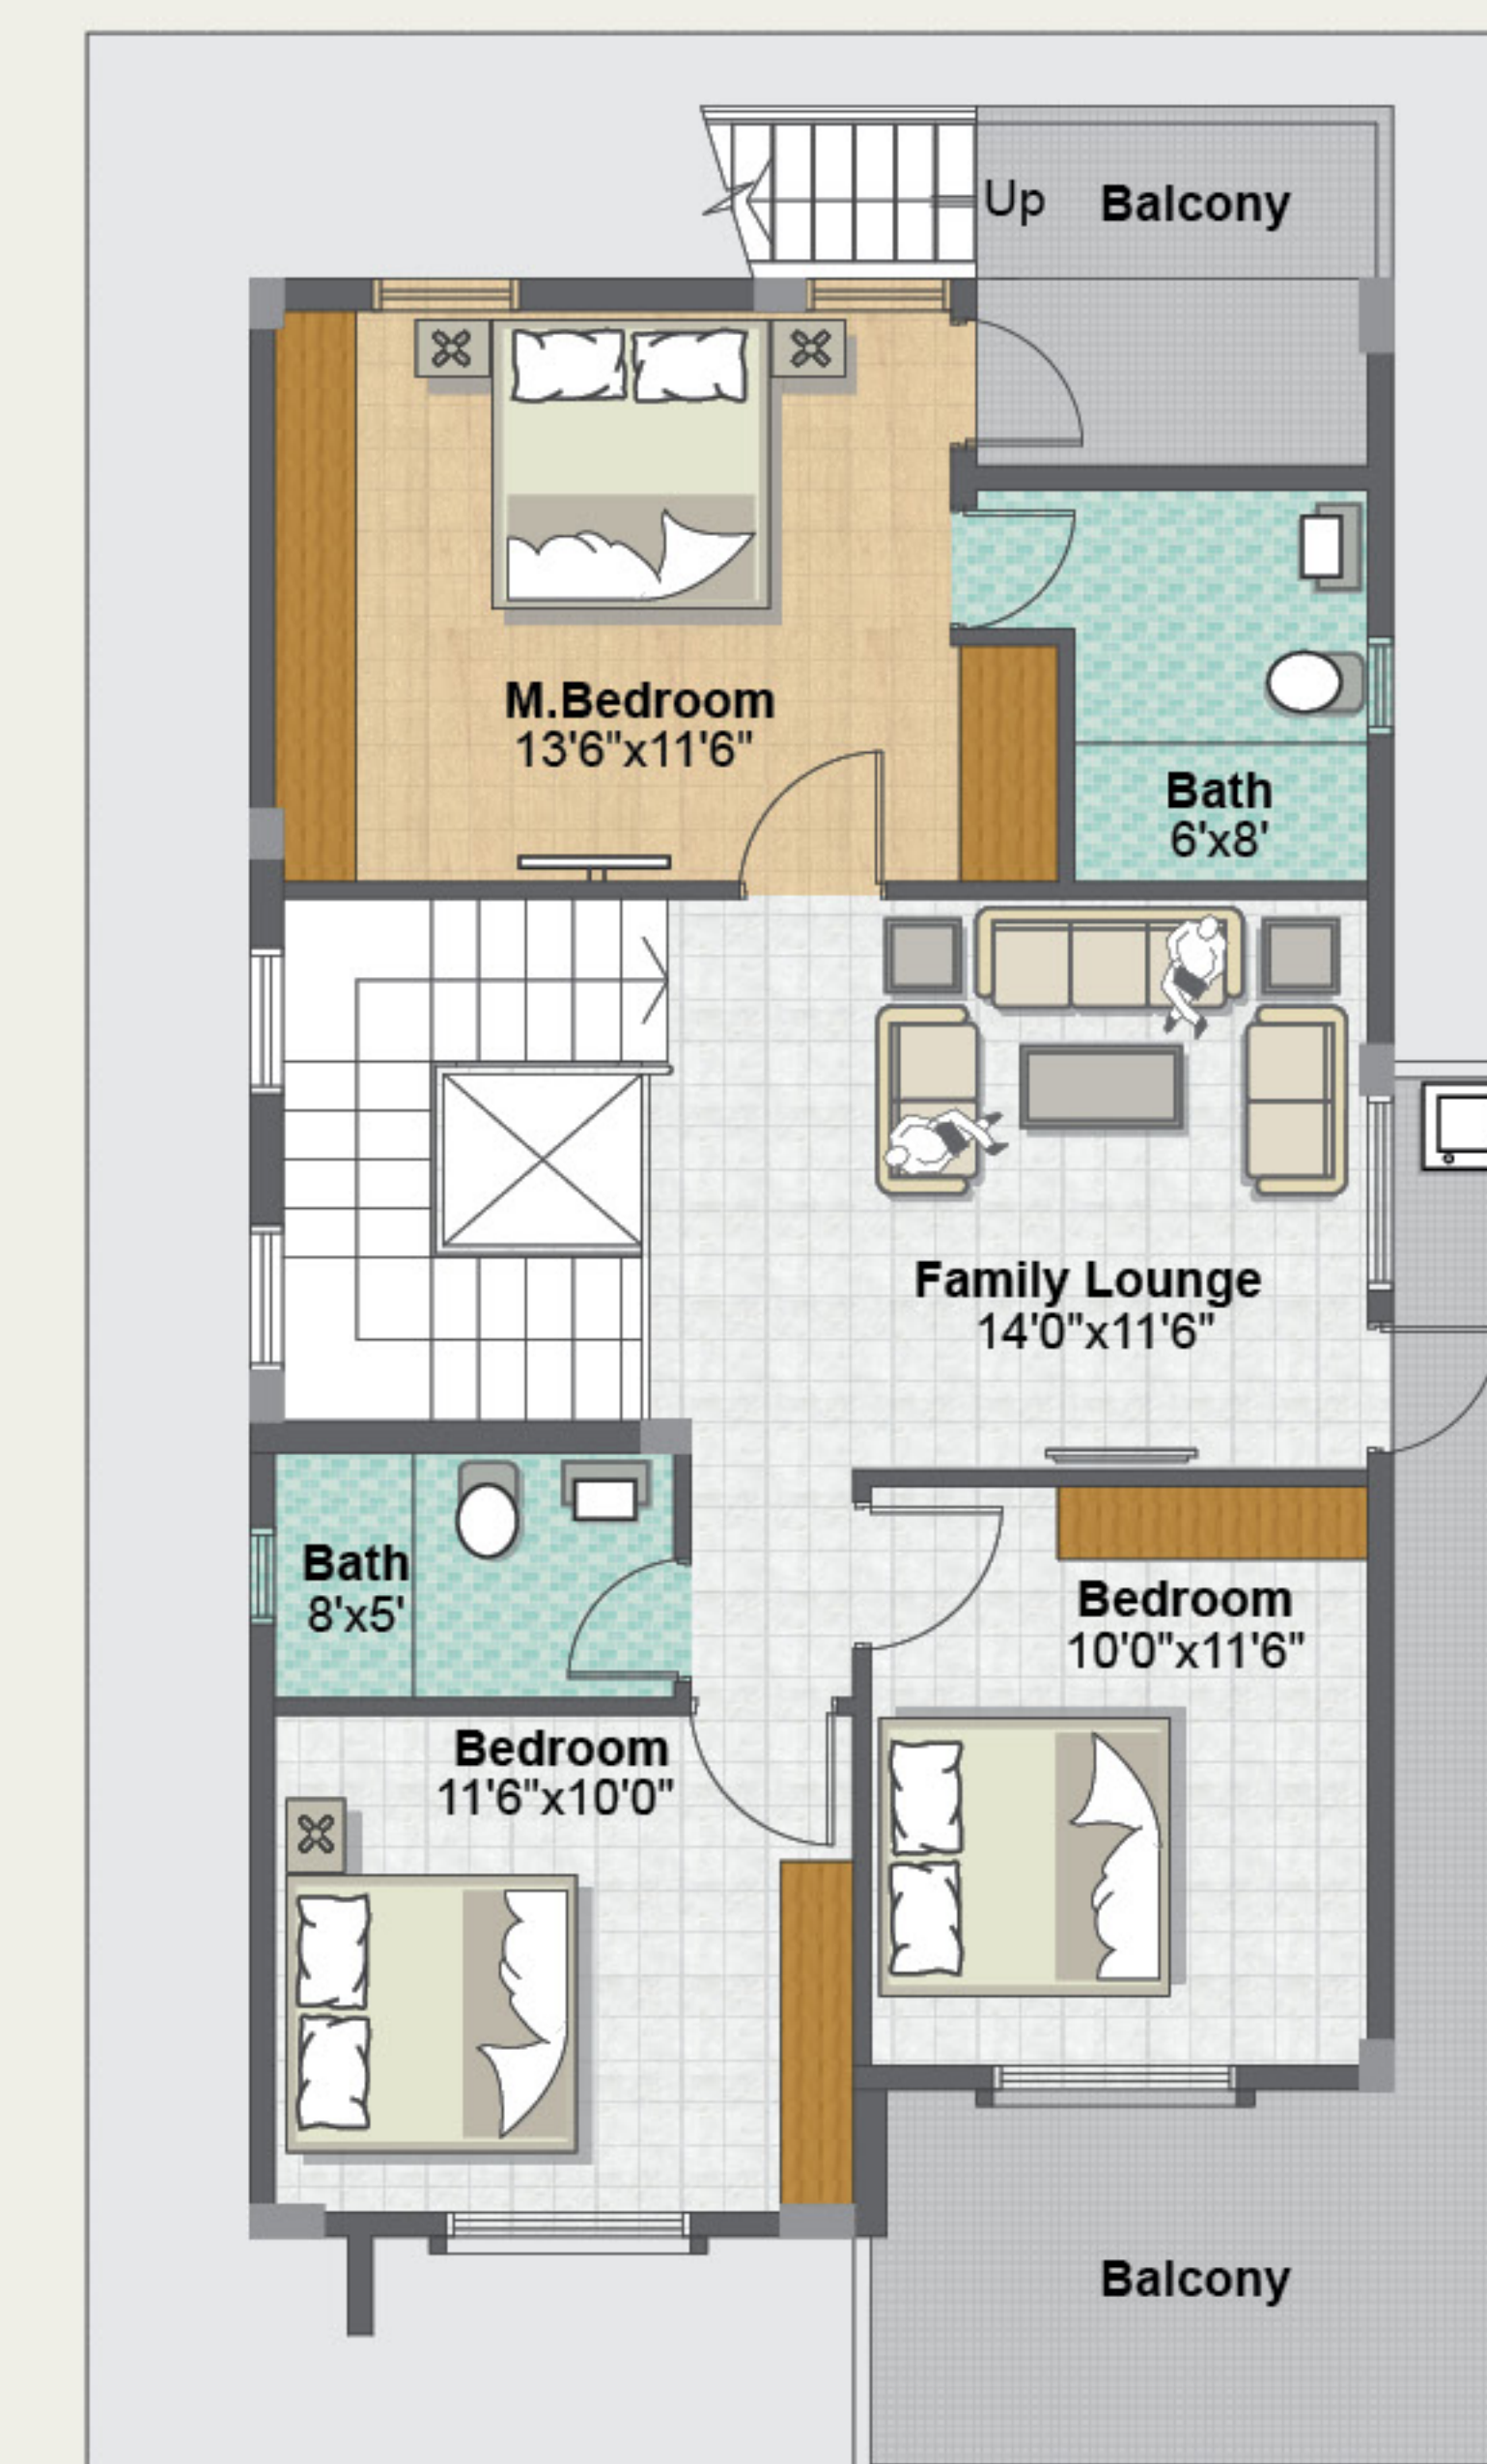 Up
Balcony
M.Bedroom
13'6"x11'6"
Bath
6'x8'
Family Lounge
14'0"x11'6"
Bath
8'x5'
Bedroom
10'0"x11'6"
Bedroom
11'6"x10'0"
Balcony